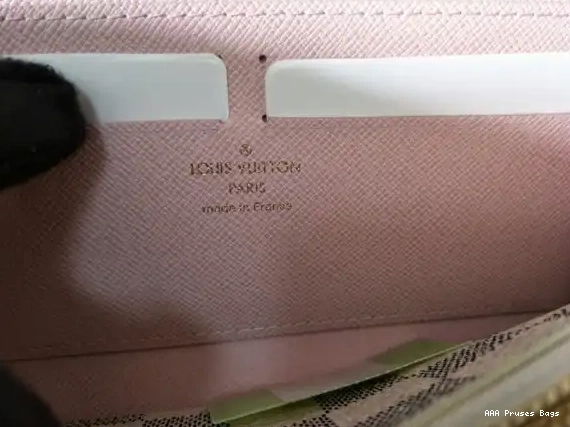 ®
LOUIS VUITTON
PARIS
made in France
AAA Pruses Bags